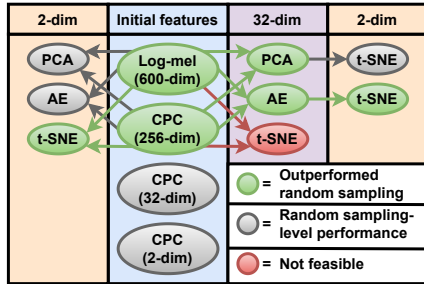 2-dim Initial features 32-dim 2-dim
PCA Log-mel PCA t-SNE
(600-dim)
AE AE t-SNE
CPC
t-SNE (256-dim) t-SNE
CPC
(32-dim)
CPC
(2-dim)
= Outperformed
random sampling
= Random sampling-
level performance
= Not feasible